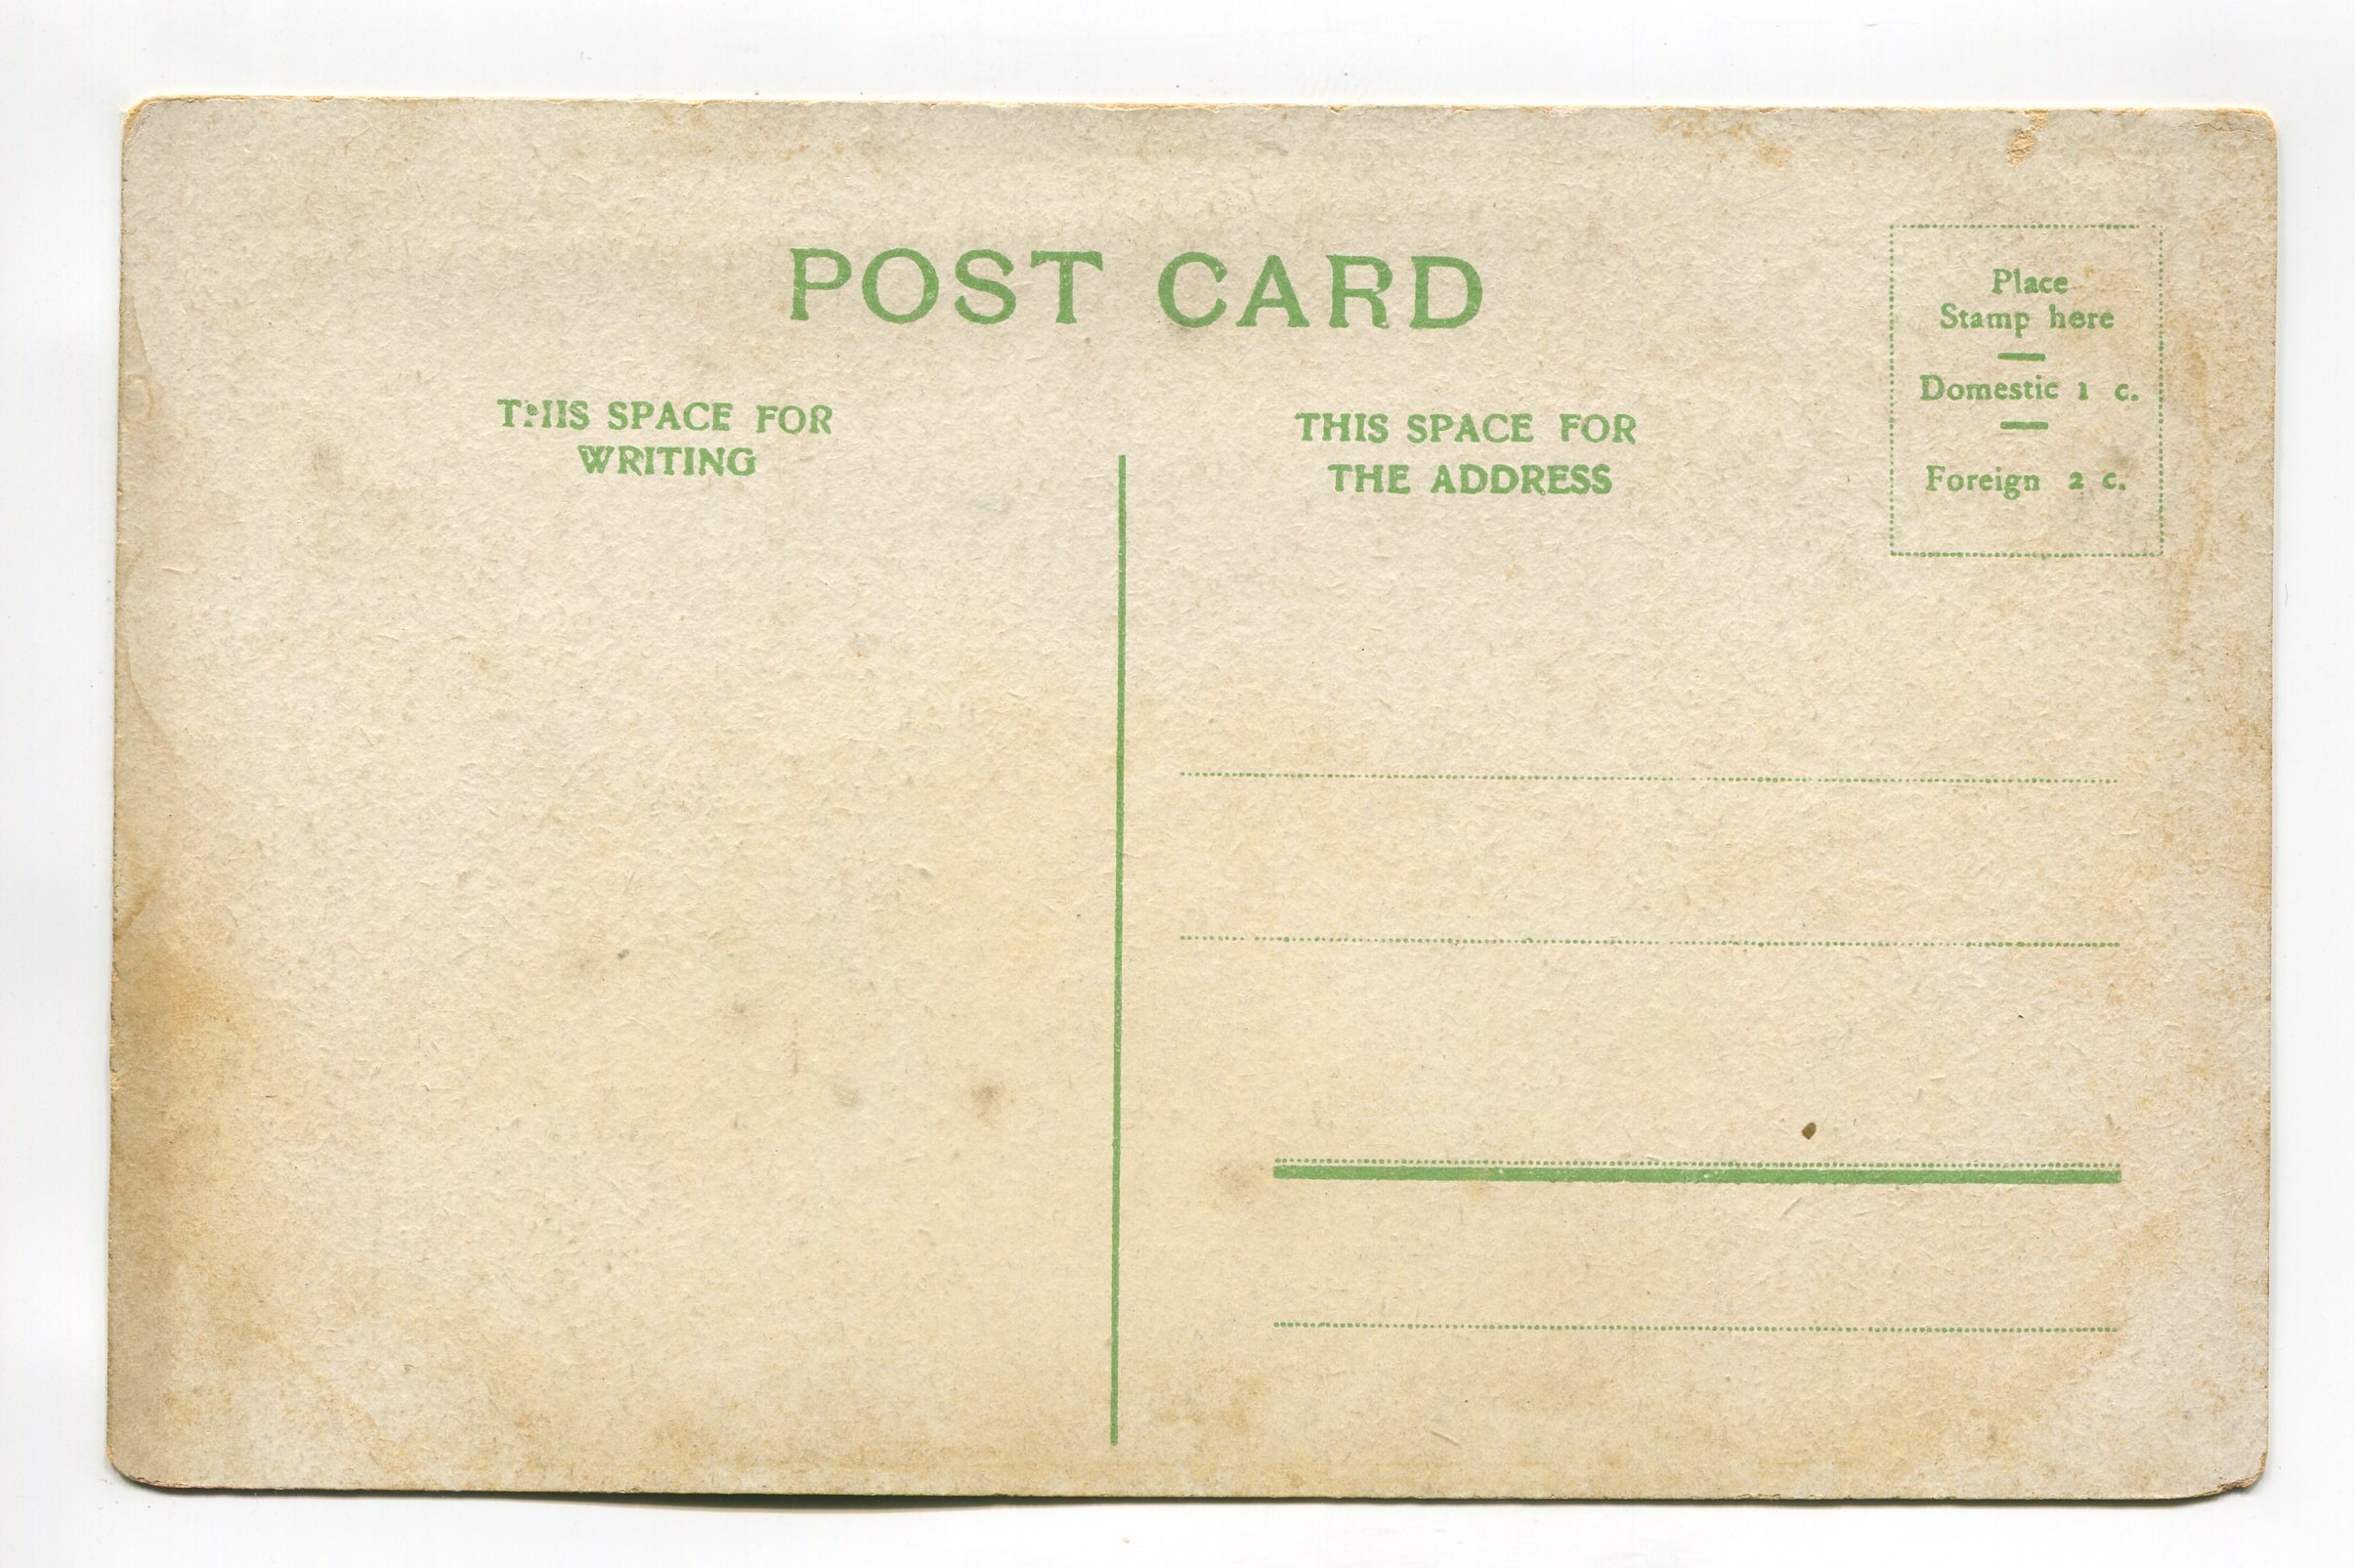 POST CARD
THIS SPACE FOR
WRITING
THIS SPACE FOR
THE ADDRESS
Place
Stamp here
Domestic 1 c.
Foreign 2 c.